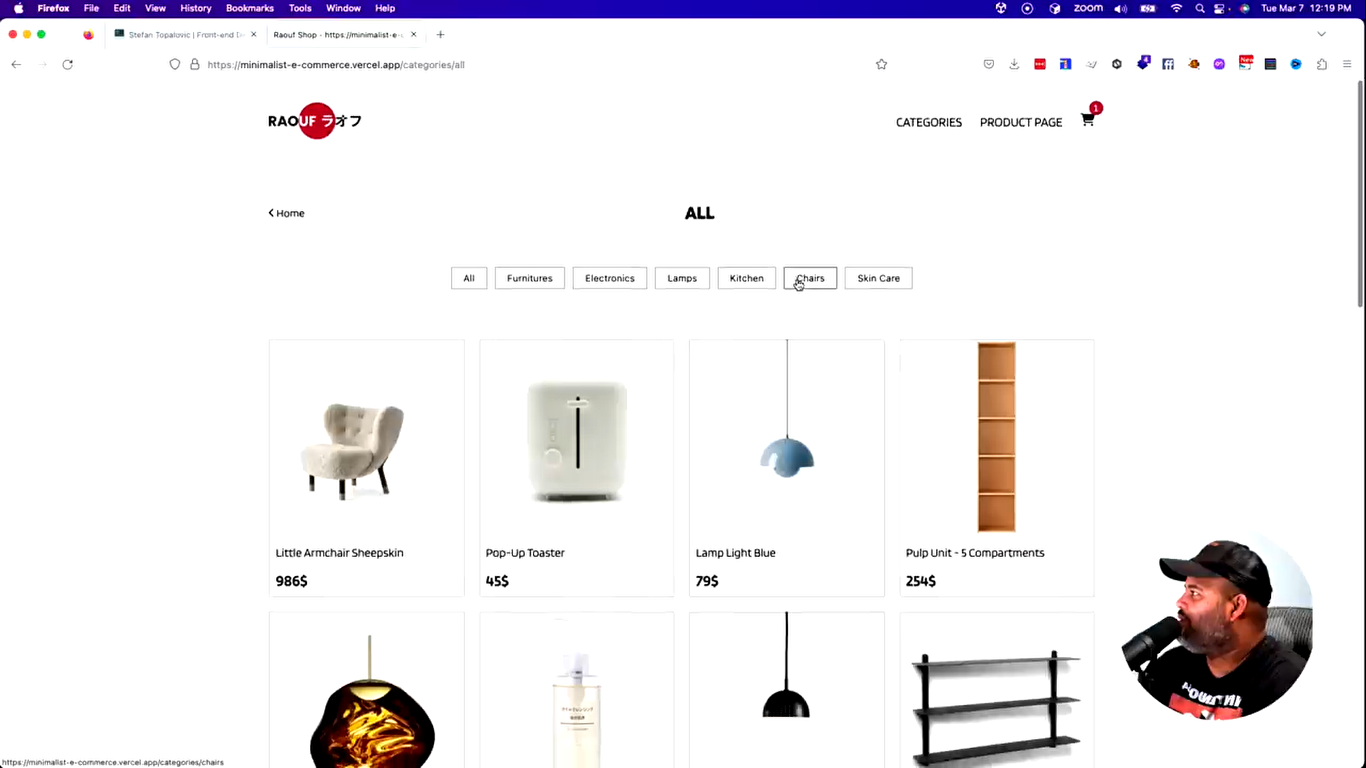 Firefox File Edit View History Bookmarks Tools Window Help zoom Tue Mar 7 12:19 PM
Stefan Topalovic | Front-end Raouf Shop - https://minimalist-e-
https://minimalist-e-commerce.vercel.app/categories/all
New
RAOUF ラオフ
CATEGORIES PRODUCT PAGE 1
Home
ALL
All Furnitures Electronics Lamps Kitchen Chairs Skin Care
Little Armchair Sheepskin Pop-Up Toaster Lamp Light Blue Pulp Unit - 5 Compartments
986$ 45$ 79$ 254$
https://minimalist-e-commerce.vercel.app/categories/chairs